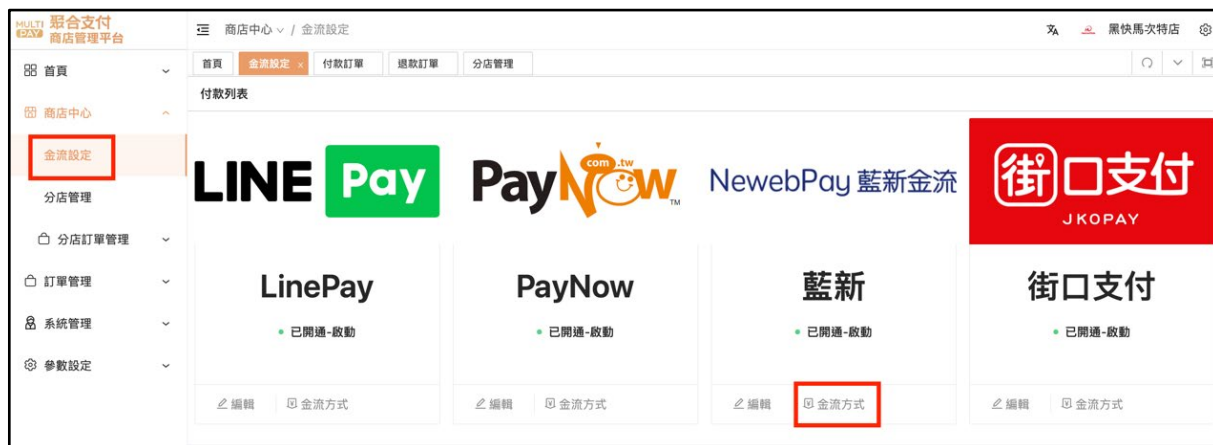 MULTI PAY 聚合支付
商店管理平台
商店中心 / 金流設定
黑快馬次特店
首頁
商店中心
金流設定
分店管理
分店訂單管理
訂單管理
系統管理
參數設定
首頁 金流設定 × 付款訂單 退款訂單 分店管理
付款列表
LINE Pay
PayNow com.tw TM
NewebPay 藍新金流
街口支付
JKOPAY
LinePay
PayNow
藍新
街口支付
已開通-啟動
已開通-啟動
已開通-啟動
已開通-啟動
編輯 金流方式
編輯 金流方式
編輯 金流方式
編輯 金流方式